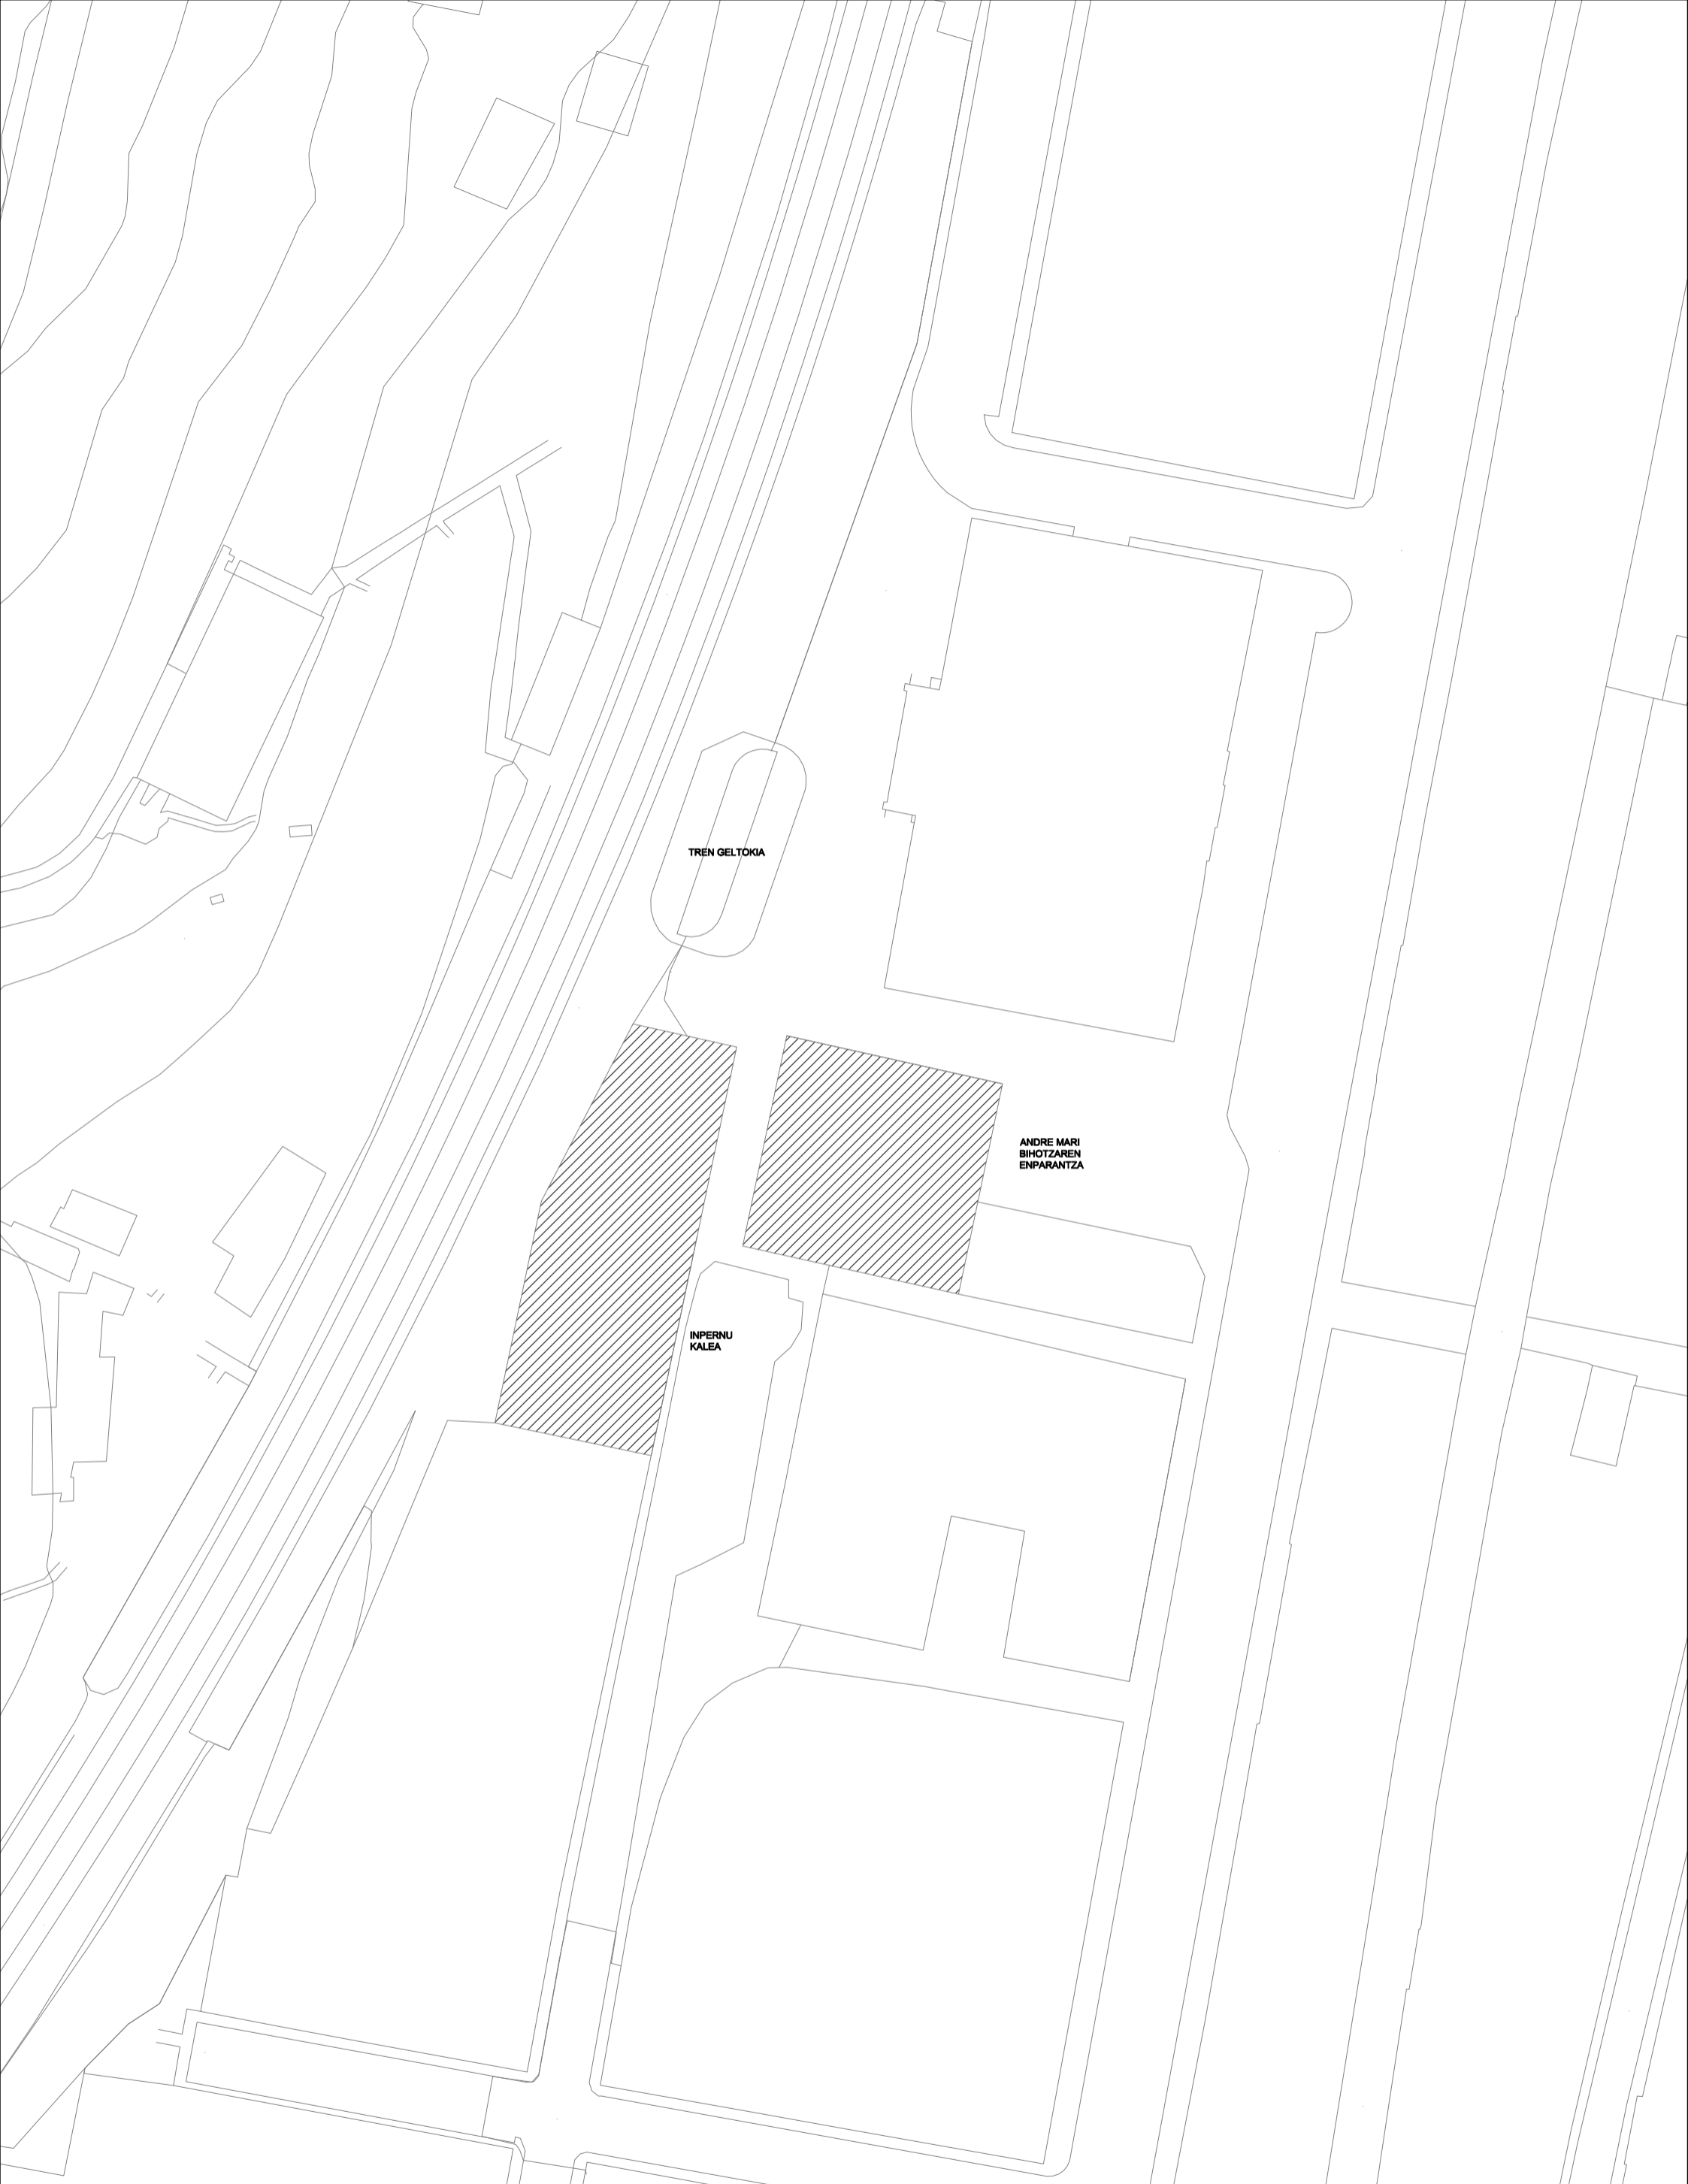 TREN GELTOKIA
ANDRE MARI
BIHOTZAREN
ENPARANTZA
INPERNU
KALEA